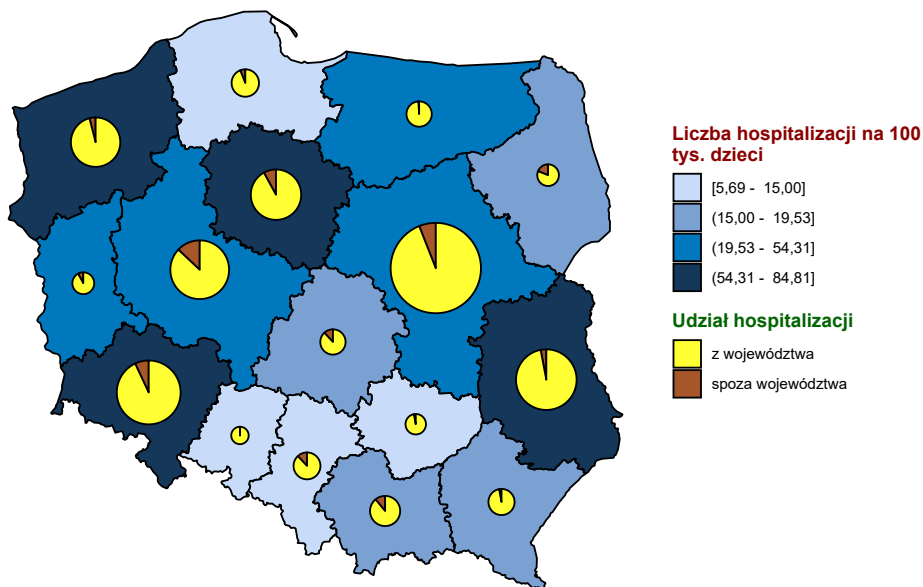 Liczba hospitalizacji na 100
tys. dzieci
[5,69 - 15,00]
(15,00 - 19,53]
(19,53 - 54,31]
(54,31 - 84,81]
Udział hospitalizacji
z województwa
spoza województwa